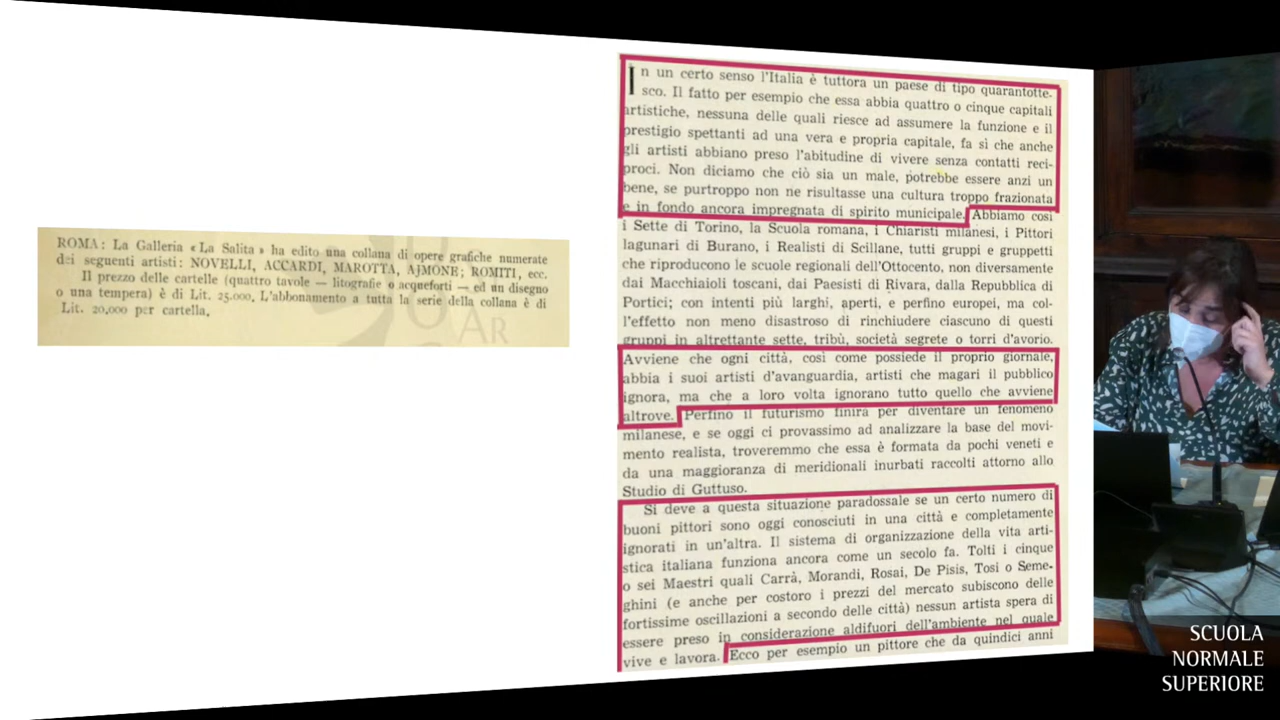 ROMA: La Galleria « La Salita » ha edito una collana di opere grafiche numerate
dei seguenti artisti: NOVELLI, ACCARDI, MAROTTA, AJMONE; ROMITI, ecc.
Il prezzo delle cartelle (quattro tavole — litografie o acqueforti — ed un disegno
o una tempera) è di Lit. 25.000, L'abbonamento a tutta la serie della collana è di
Lit. 20,000 per cartella,
In un certo senso l'Italia è tuttora un paese di tipo quarantotte-
sco. Il fatto per esempio che essa abbia quattro o cinque capitali
artistiche, nessuna delle quali riesce ad assumere la funzione e il
prestigio spettanti ad una vera e propria capitale, fa sì che anche
gli artisti abbiano preso l'abitudine di vivere senza contatti reci-
proci. Non diciamo che ciò sia un male, potrebbe essere anzi un
bene, se purtroppo non ne risultasse una cultura troppo frazionata
e in fondo ancora impregnata di spirito municipale. Abbiamo così
i Sette di Torino, la Scuola romana, i Chiaristi milanesi, i Pittori
lagunari di Burano, i Realisti di Scillane, tutti gruppi e gruppetti
che riproducono le scuole regionali dell'Ottocento, non diversamente
dai Macchiaioli toscani, dai Paesisti di Rivara, dalla Repubblica di
Portici; con intenti più larghi, aperti, e perfino europei, ma col-
l'effetto non meno disastroso di rinchiudere ciascuno di questi
gruppi in altrettante sette, tribù, società segrete o torri d'avorio.
Avviene che ogni città, così come possiede il proprio giornale,
abbia i suoi artisti d'avanguardia, artisti che magari il pubblico
ignora, ma che a loro volta ignorano tutto quello che avviene
altrove. Perfino il futurismo finirà per diventare un fenomeno
milanese, e se oggi ci provassimo ad analizzare la base del movi-
mento realista, troveremmo che essa è formata da pochi veneti e
da una maggioranza di meridionali inurbati raccolti attorno allo
Studio di Guttuso.
Si deve a questa situazione paradossale se un certo numero di
buoni pittori sono oggi conosciuti in una città e completamente
ignorati in un'altra. Il sistema di organizzazione della vita arti-
stica italiana funziona ancora come un secolo fa. Tolti i cinque
o sei Maestri quali Carrà, Morandi, Rosai, De Pisis, Tosi o Seme-
ghini (e anche per costoro i prezzi del mercato subiscono delle
fortissime oscillazioni a secondo delle città) nessun artista spera di
essere preso in considerazione aldifuori dell'ambiente nel quale
vive e lavora. Ecco per esempio un pittore che da quindici anni
SCUOLA
NORMALE
SUPERIORE